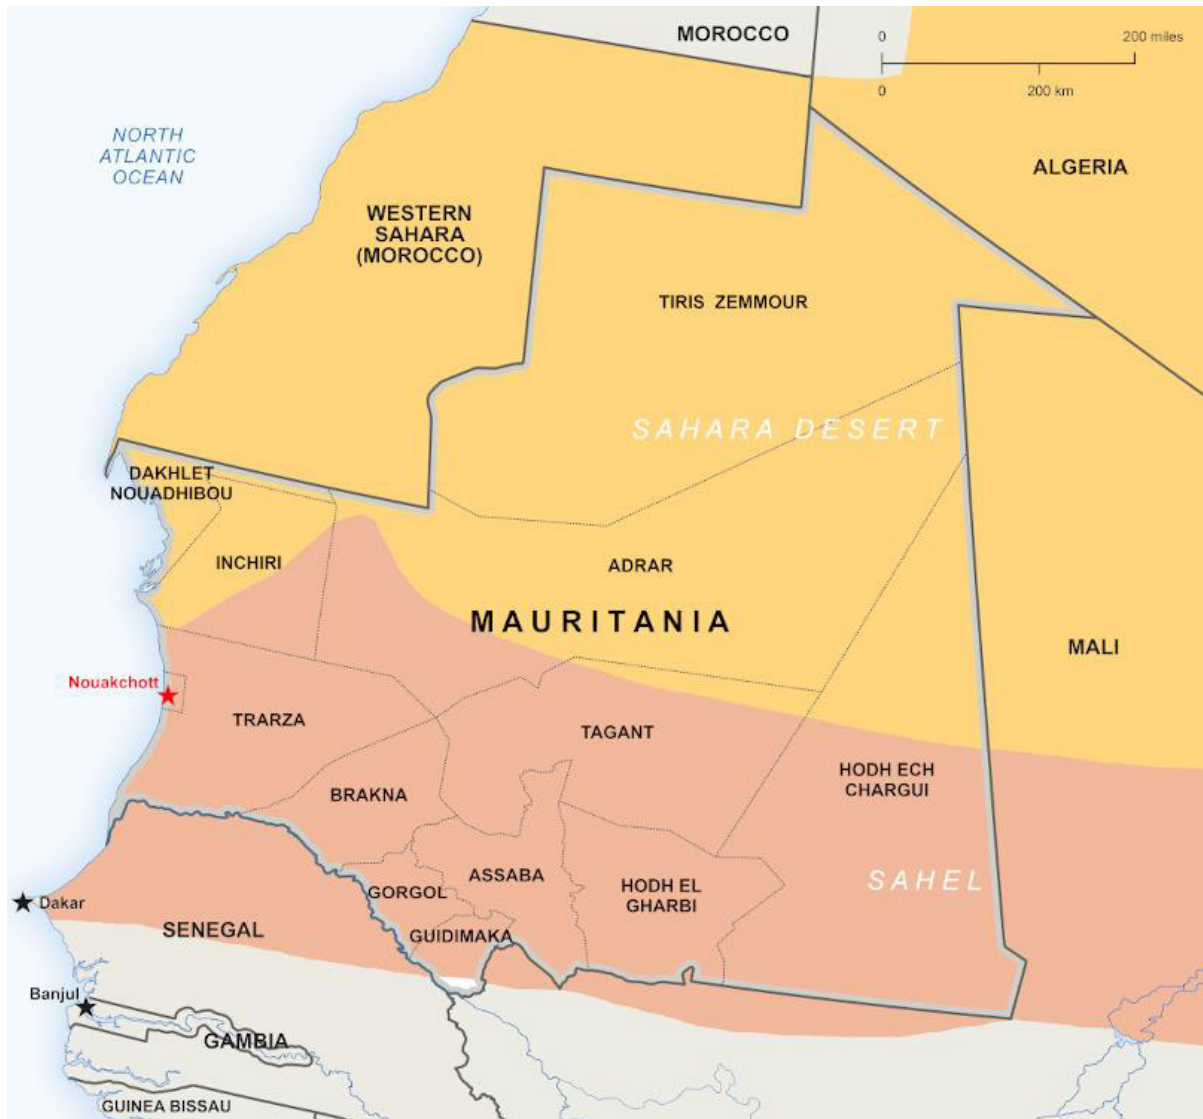 MOROCCO
0
200 miles
0
200 km
NORTH
ATLANTIC
OCEAN
ALGERIA
WESTERN
SAHARA
(MOROCCO)
TIRIS ZEMMOUR
SAHARA DESERT
DAKHLET
NOUADHIBOU
INCHIRI
ADRAR
MAURITANIA
MALI
Nouakchott
TRARZA
TAGANT
HODH ECH
CHARGUI
BRAKNA
ASSABA
SAHEL
HODH EL
GHARBI
GORGOL
Dakar
SENEGAL
GUIDIMAKA
Banjul
GAMBIA
GUINEA BISSAU